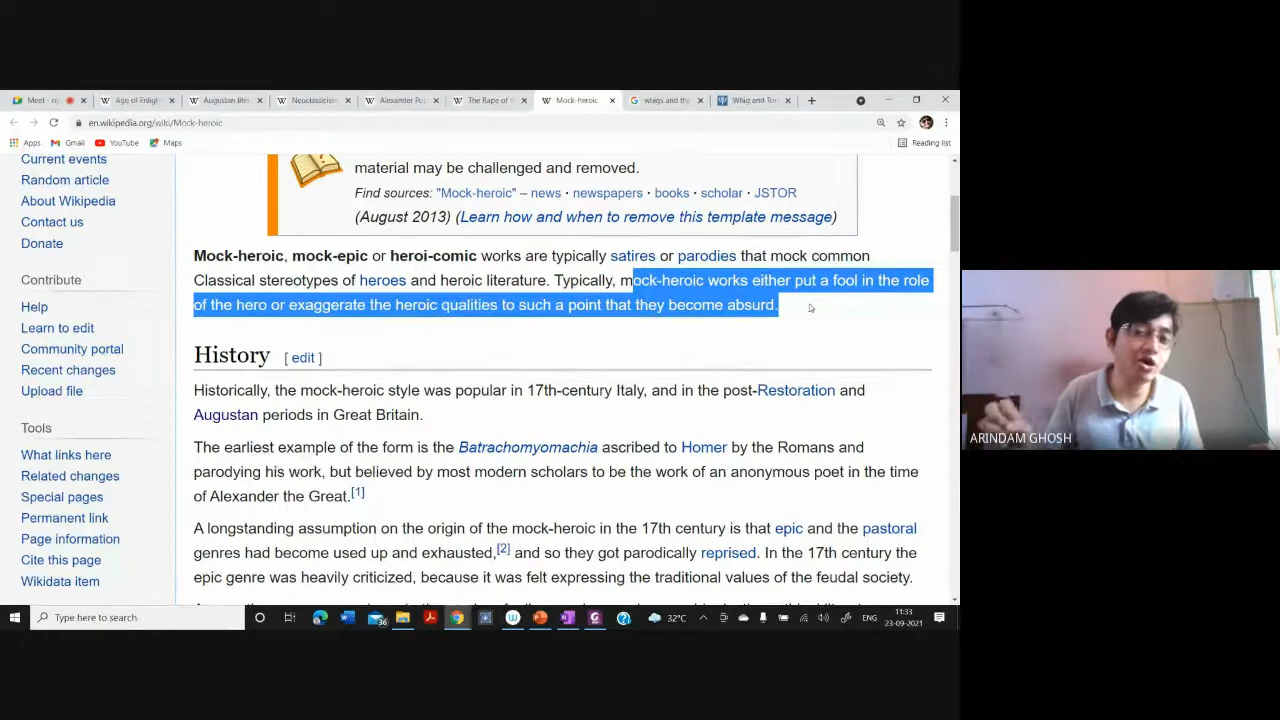 Meet - ny
Age of Enligh
Augustan lite
Neoclassicism
Alexander Po
The Rape of t
Mock-heroic
whigs and th
Whig and To
en.wikipedia.org/wiki/Mock-heroic
Apps Gmail YouTube Maps Reading list
Current events
Random article
About Wikipedia
Contact us
Donate
Contribute
Help
Learn to edit
Community portal
Recent changes
Upload file
Tools
What links here
Related changes
Special pages
Permanent link
Page information
Cite this page
Wikidata item
material may be challenged and removed.
Find sources: "Mock-heroic" – news · newspapers · books · scholar · JSTOR
(August 2013) (Learn how and when to remove this template message)
Mock-heroic, mock-epic or heroi-comic works are typically satires or parodies that mock common
Classical stereotypes of heroes and heroic literature. Typically, mock-heroic works either put a fool in the role
of the hero or exaggerate the heroic qualities to such a point that they become absurd.
History [ edit ]
Historically, the mock-heroic style was popular in 17th-century Italy, and in the post-Restoration and
Augustan periods in Great Britain.
The earliest example of the form is the Batrachomyomachia ascribed to Homer by the Romans and
parodying his work, but believed by most modern scholars to be the work of an anonymous poet in the time
of Alexander the Great.[1]
A longstanding assumption on the origin of the mock-heroic in the 17th century is that epic and the pastoral
genres had become used up and exhausted,[2] and so they got parodically reprised. In the 17th century the
epic genre was heavily criticized, because it was felt expressing the traditional values of the feudal society.
Type here to search
36
32°C
ENG
11:33
23-09-2021
ARINDAM GHOSH